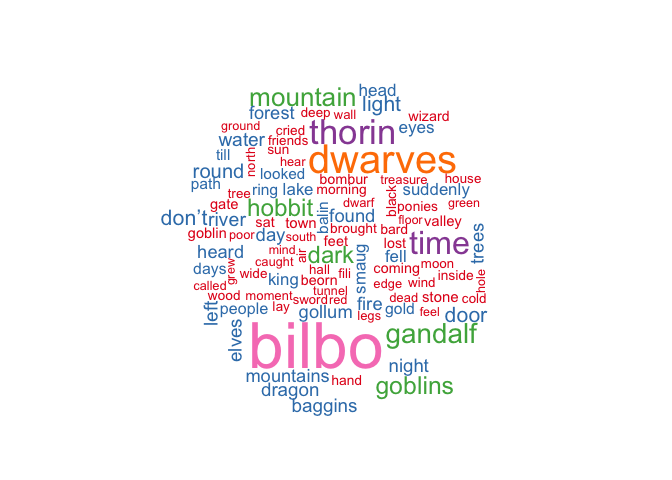 mountain head
light
forest deep wall
wizard
ground cried thorin eyes
water friends
till north sun dwarves
hear
round looked bombur treasure house
path ring lake morning black suddenly
tree dwarf green
gate hobbit balin found ponies
don't river sat town brought bard floor valley
goblin poor day south feet lost time trees
heard mind air dark smaug fell
caught coming moon
days grew wide king hall fili inside hole
called beorn edge wind
wood moment tunnel dead stone cold
left people lay sword red fire gold
gollum legs feel door
elves bilbo gandalf
night
mountains hand goblins
dragon
baggins